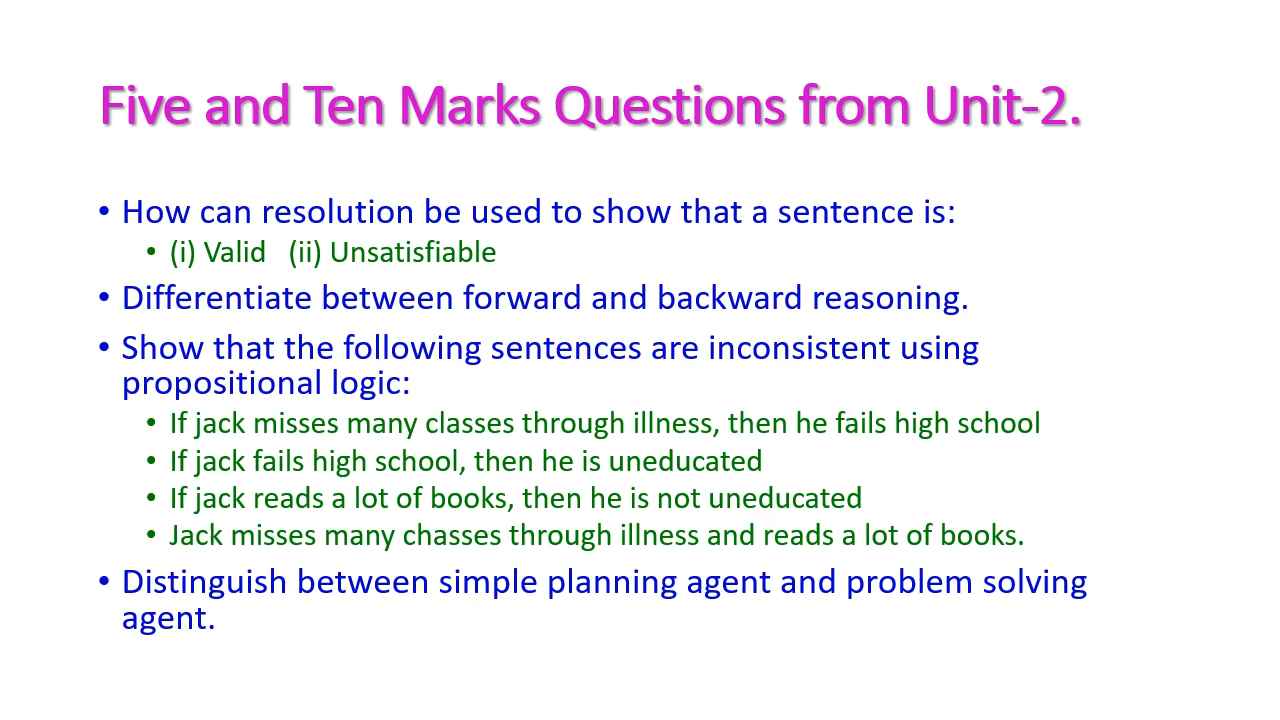 Five and Ten Marks Questions from Unit-2.
• How can resolution be used to show that a sentence is:
• (i) Valid (ii) Unsatisfiable
• Differentiate between forward and backward reasoning.
• Show that the following sentences are inconsistent using
propositional logic:
• If jack misses many classes through illness, then he fails high school
• If jack fails high school, then he is uneducated
• If jack reads a lot of books, then he is not uneducated
• Jack misses many chasses through illness and reads a lot of books.
• Distinguish between simple planning agent and problem solving
agent.